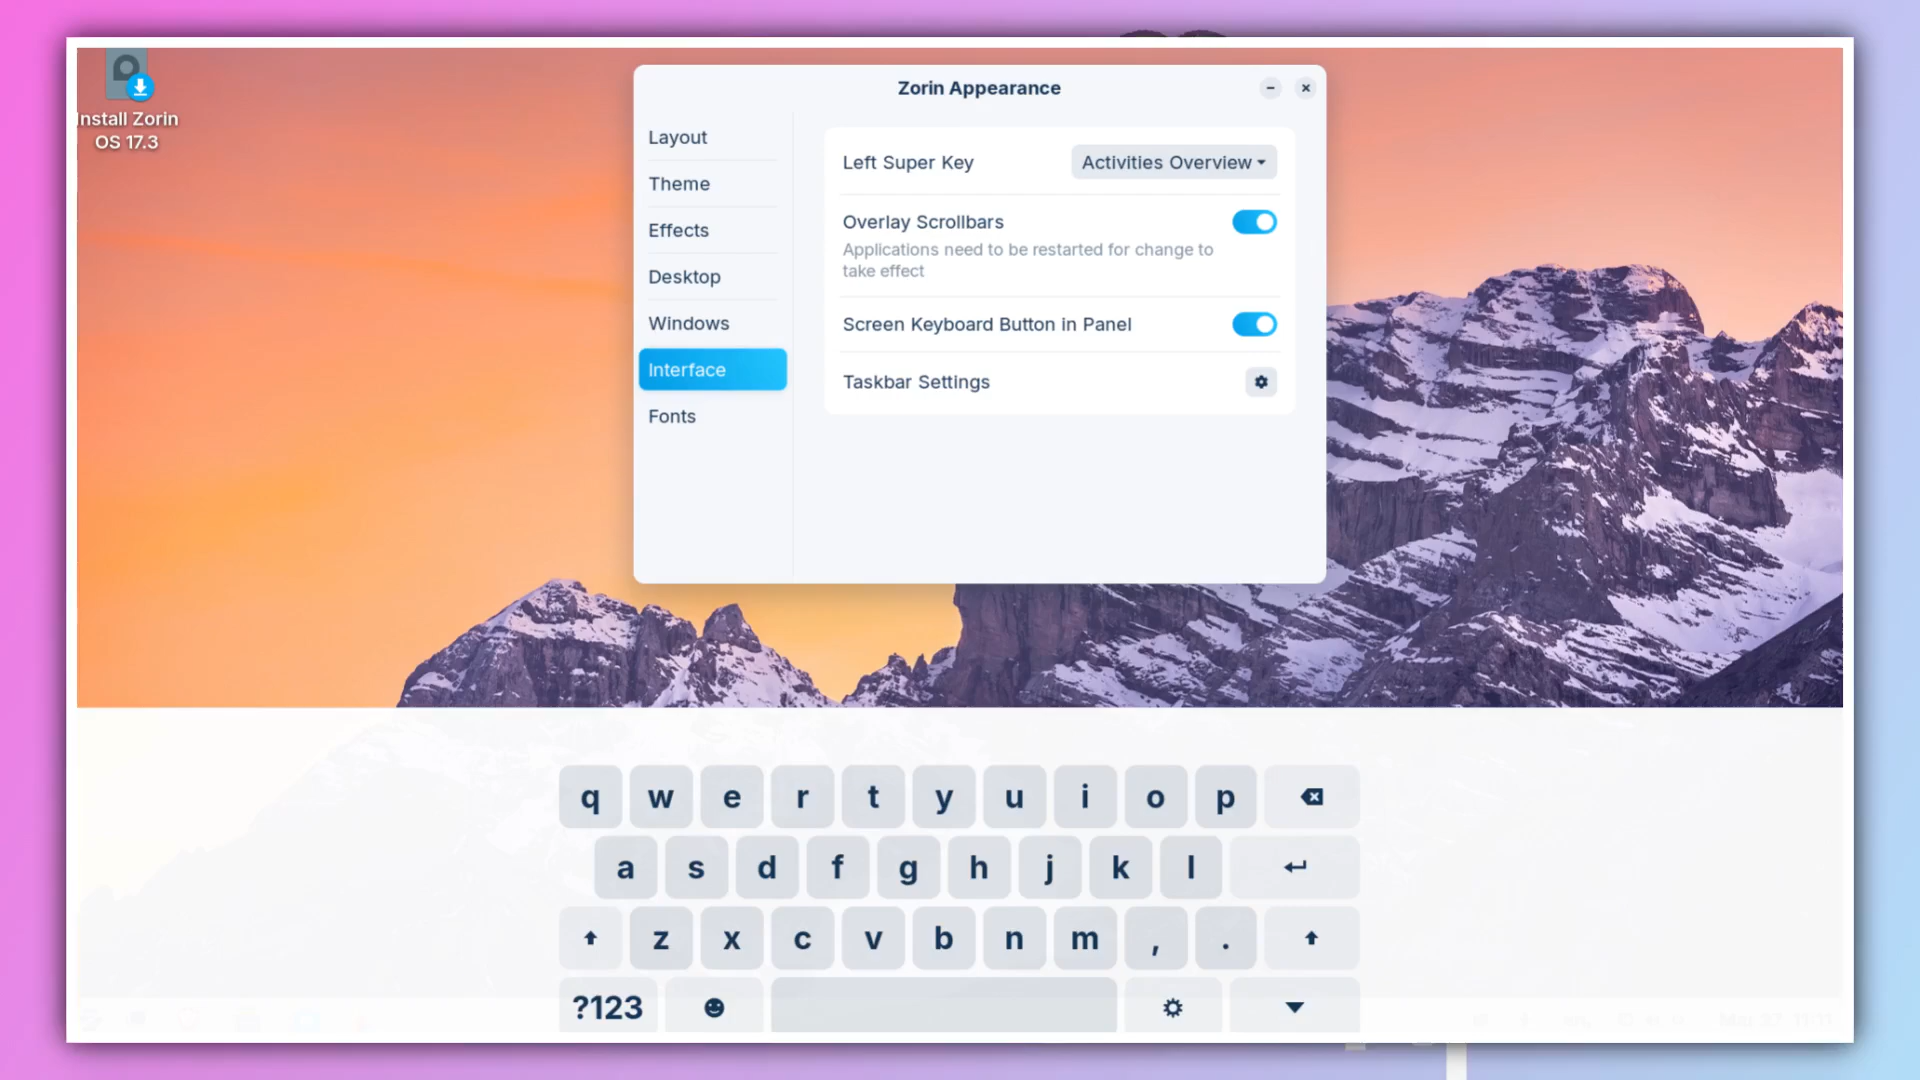 Install Zorin
OS 17.3
Zorin Appearance
Layout
Theme
Effects
Desktop
Windows
Interface
Fonts
Left Super Key
Activities Overview
Overlay Scrollbars
Applications need to be restarted for change to
take effect
Screen Keyboard Button in Panel
Taskbar Settings
q w e r t y u i o p
a s d f g h j k l
z x c v b n m , .
?123